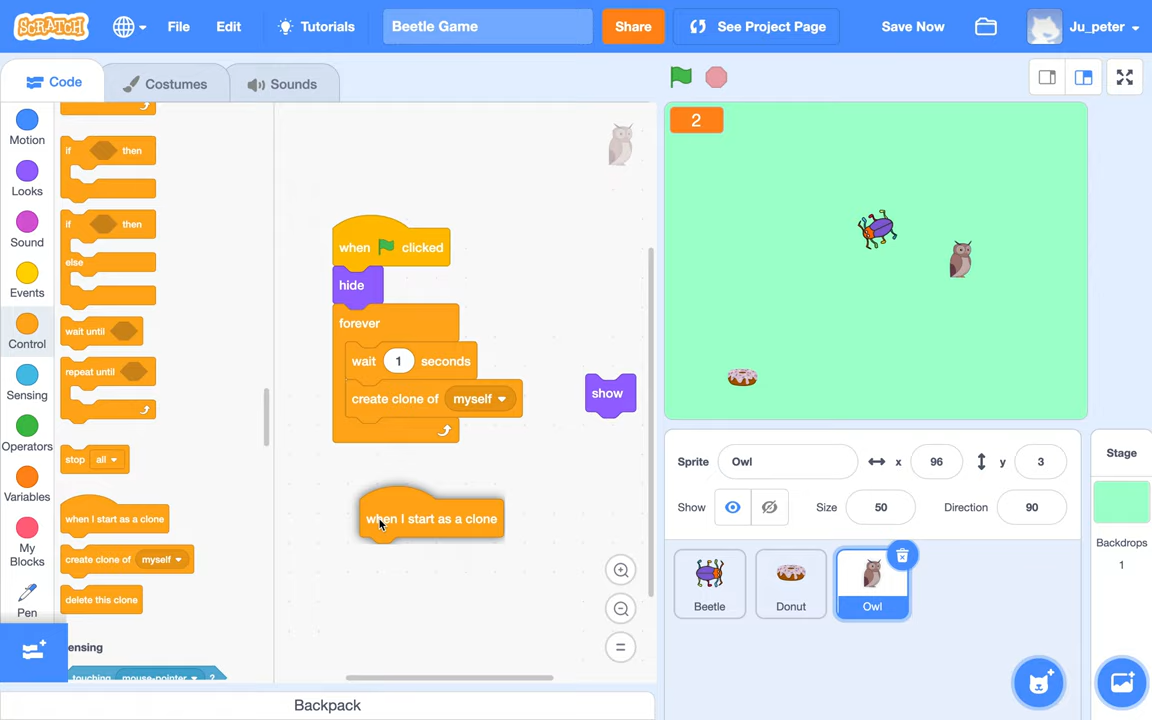 SCRATCH
File
Edit
Tutorials
Beetle Game
Share
See Project Page
Save Now
Ju_peter
Code
Costumes
Sounds
Motion
Looks
Sound
Events
Control
Sensing
Operators
Variables
My
Blocks
Pen
if then
if then
else
wait until
repeat until
stop all
when I start as a clone
create clone of myself
delete this clone
ensing
touching mouse-pointer ?
when clicked
hide
forever
wait 1 seconds
create clone of myself
show
when I start as a clone
Backpack
2
Sprite Owl x 96 y 3
Show Size 50 Direction 90
Beetle
Donut
Owl
Stage
Backdrops
1